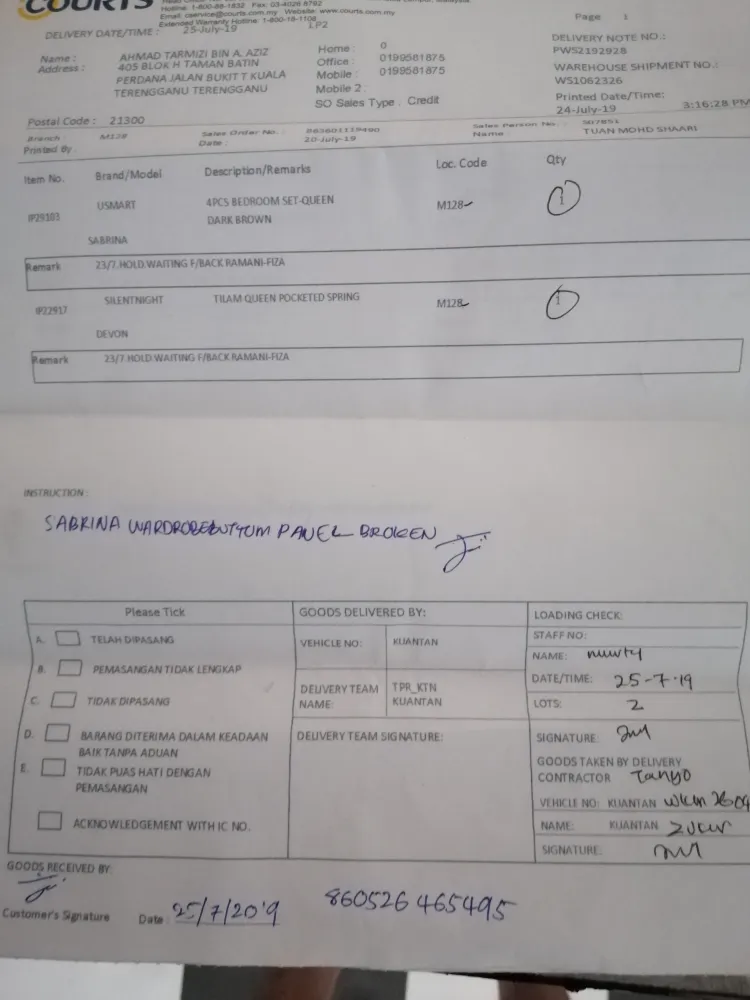 COURTS
Hotline: 1-800-88-1832 Fax: 03-4028 8782
Email: cservice@courts.com.my Website: www.courts.com.my
Extended Warranty Hotline: 1-800-18-1108
DELIVERY DATE/TIME: 25-July-19 1,P2
Page 1
DELIVERY NOTE NO.:
PWS2192928
WAREHOUSE SHIPMENT NO.:
WS1062326
Printed Date/Time:
24-July-19 3:16:28 PM
Name: AHMAD TARMIZI BIN A. AZIZ
Address: 405 BLOK H TAMAN BATIN
PERDANA JALAN BUKIT T KUALA
TERENGGANU TERENGGANU
Home: 0
Office: 0199581875
Mobile: 0199581875
Mobile 2:
SO Sales Type. Credit
Postal Code: 21300
Branch: M128
Printed By.
Sales Order No.:
Date: 20-July-19
Sales Person No.: 507851
Name TUAN MOHD SHAARI
Item No. Brand/Model Description/Remarks Loc. Code Qty
IP29103 USMART 4PCS BEDROOM SET-QUEEN M128 1
DARK BROWN
SABRINA
Remark 23/7.HOLD.WAITING F/BACK RAMANI-FIZA
IP22917 SILENTNIGHT TILAM QUEEN POCKETED SPRING M128 1
DEVON
Remark 23/7.HOLD.WAITING F/BACK RAMANI-FIZA
INSTRUCTION:
SABRINA WARDROBE BUTTUM PANEL BROKEN
Please Tick
A. TELAH DIPASANG
B. PEMASANGAN TIDAK LENGKAP
C. TIDAK DIPASANG
D. BARANG DITERIMA DALAM KEADAAN
BAIK TANPA ADUAN
E. TIDAK PUAS HATI DENGAN
PEMASANGAN
ACKNOWLEDGEMENT WITH IC NO.
GOODS DELIVERED BY:
VEHICLE NO: KUANTAN
DELIVERY TEAM NAME: TPR_KTN
KUANTAN
DELIVERY TEAM SIGNATURE:
LOADING CHECK:
STAFF NO:
NAME:
DATE/TIME: 25-7-19
LOTS: 2
SIGNATURE:
GOODS TAKEN BY DELIVERY
CONTRACTOR Tanyo
VEHICLE NO: KUANTAN
NAME: KUANTAN
SIGNATURE:
GOODS RECEIVED BY:
Customer's Signature Date: 25/7/2019 860526465495